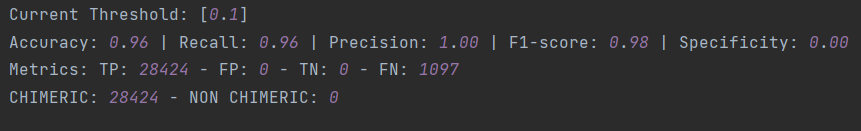 Current Threshold: [0.1]
Accuracy: 0.96 | Recall: 0.96 | Precision: 1.00 | F1-score: 0.98 | Specificity: 0.00
Metrics: TP: 28424 - FP: 0 - TN: 0 - FN: 1097
CHIMERIC: 28424 - NON CHIMERIC: 0